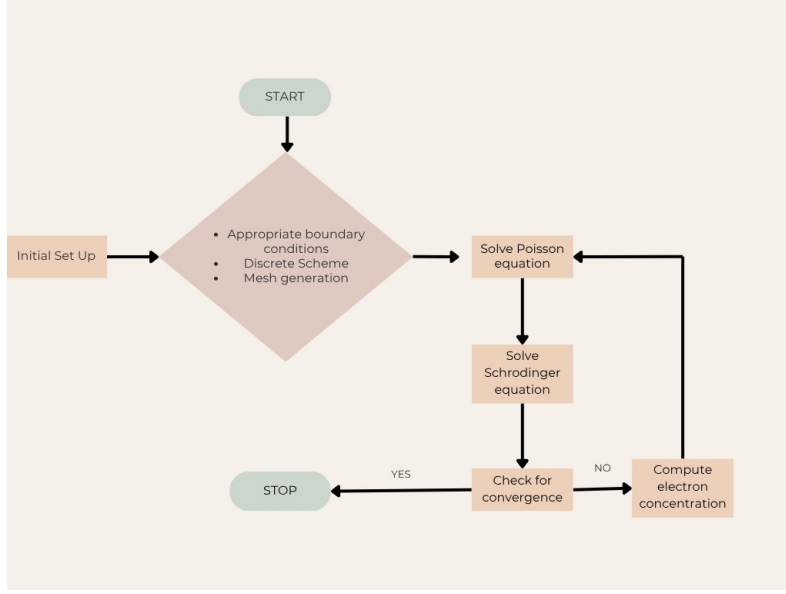 START
Initial Set Up
• Appropriate boundary
conditions
• Discrete Scheme
• Mesh generation
Solve Poisson
equation
Solve
Schrodinger
equation
Check for
convergence
YES
STOP
NO
Compute
electron
concentration